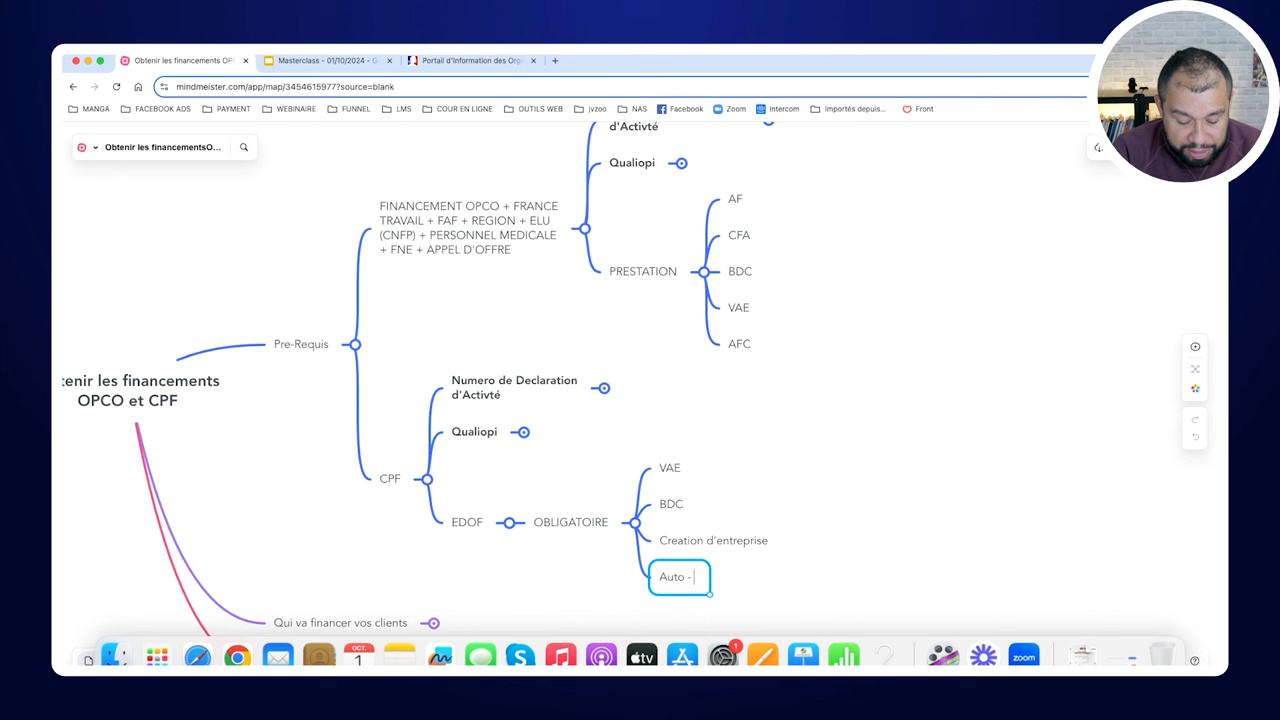 Obtenir les financements OPC
Masterclass - 01/10/2024 - G
Portail d'Information des Org
mindmeister.com/app/map/3454615977?source=blank
MANGA
FACEBOOK ADS
PAYMENT
WEBINAIRE
FUNNEL
LMS
COUR EN LIGNE
OUTILS WEB
jvzoo
NAS
Facebook
Zoom
Intercom
Importés depuis...
Front
Obtenir les financementsO...
d'Activté
Qualiopi
FINANCEMENT OPCO + FRANCE
TRAVAIL + FAF + REGION + ELU
(CNFP) + PERSONNEL MEDICALE
+ FNE + APPEL D'OFFRE
AF
CFA
PRESTATION
BDC
VAE
AFC
Pre-Requis
tenir les financements
OPCO et CPF
Numero de Declaration
d'Activté
Qualiopi
CPF
VAE
BDC
EDOF
OBLIGATOIRE
Creation d'entreprise
Auto -
Qui va financer vos clients
OCT.
1
tv
1
zoom